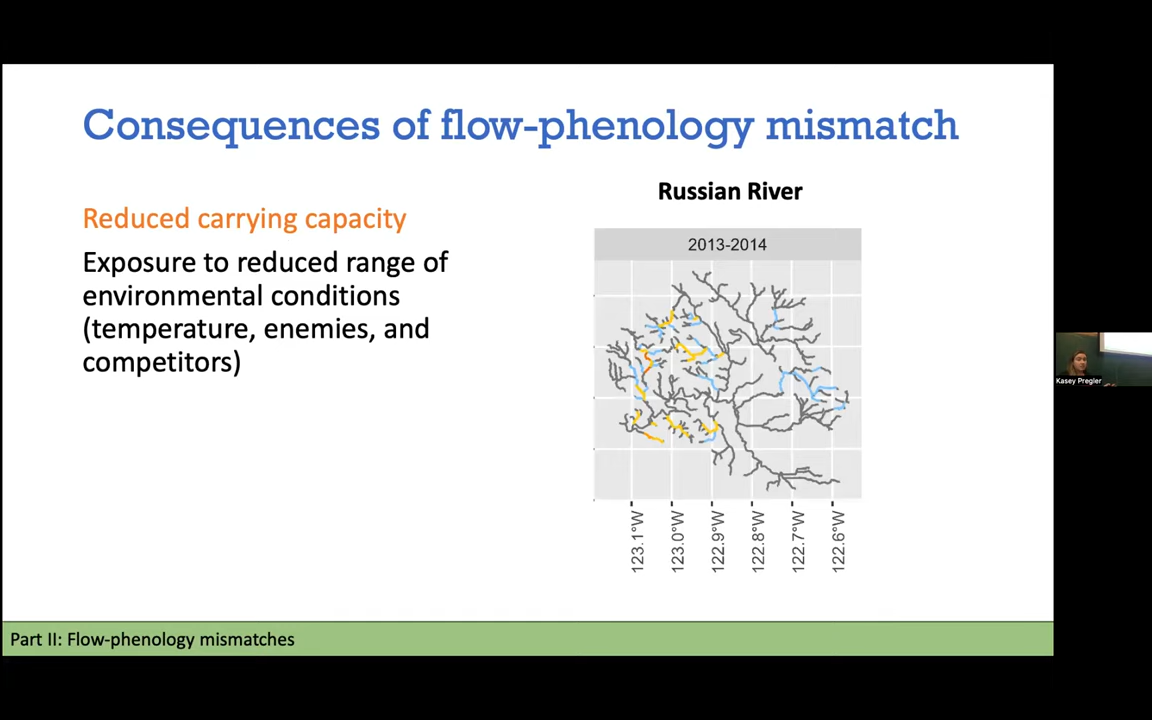 Consequences of flow-phenology mismatch
Reduced carrying capacity
Exposure to reduced range of
environmental conditions
(temperature, enemies, and
competitors)
Russian River
2013-2014
123.1°W
123.0°W
122.9°W
122.8°W
122.7°W
122.6°W
Kasey Pregler
Part II: Flow-phenology mismatches